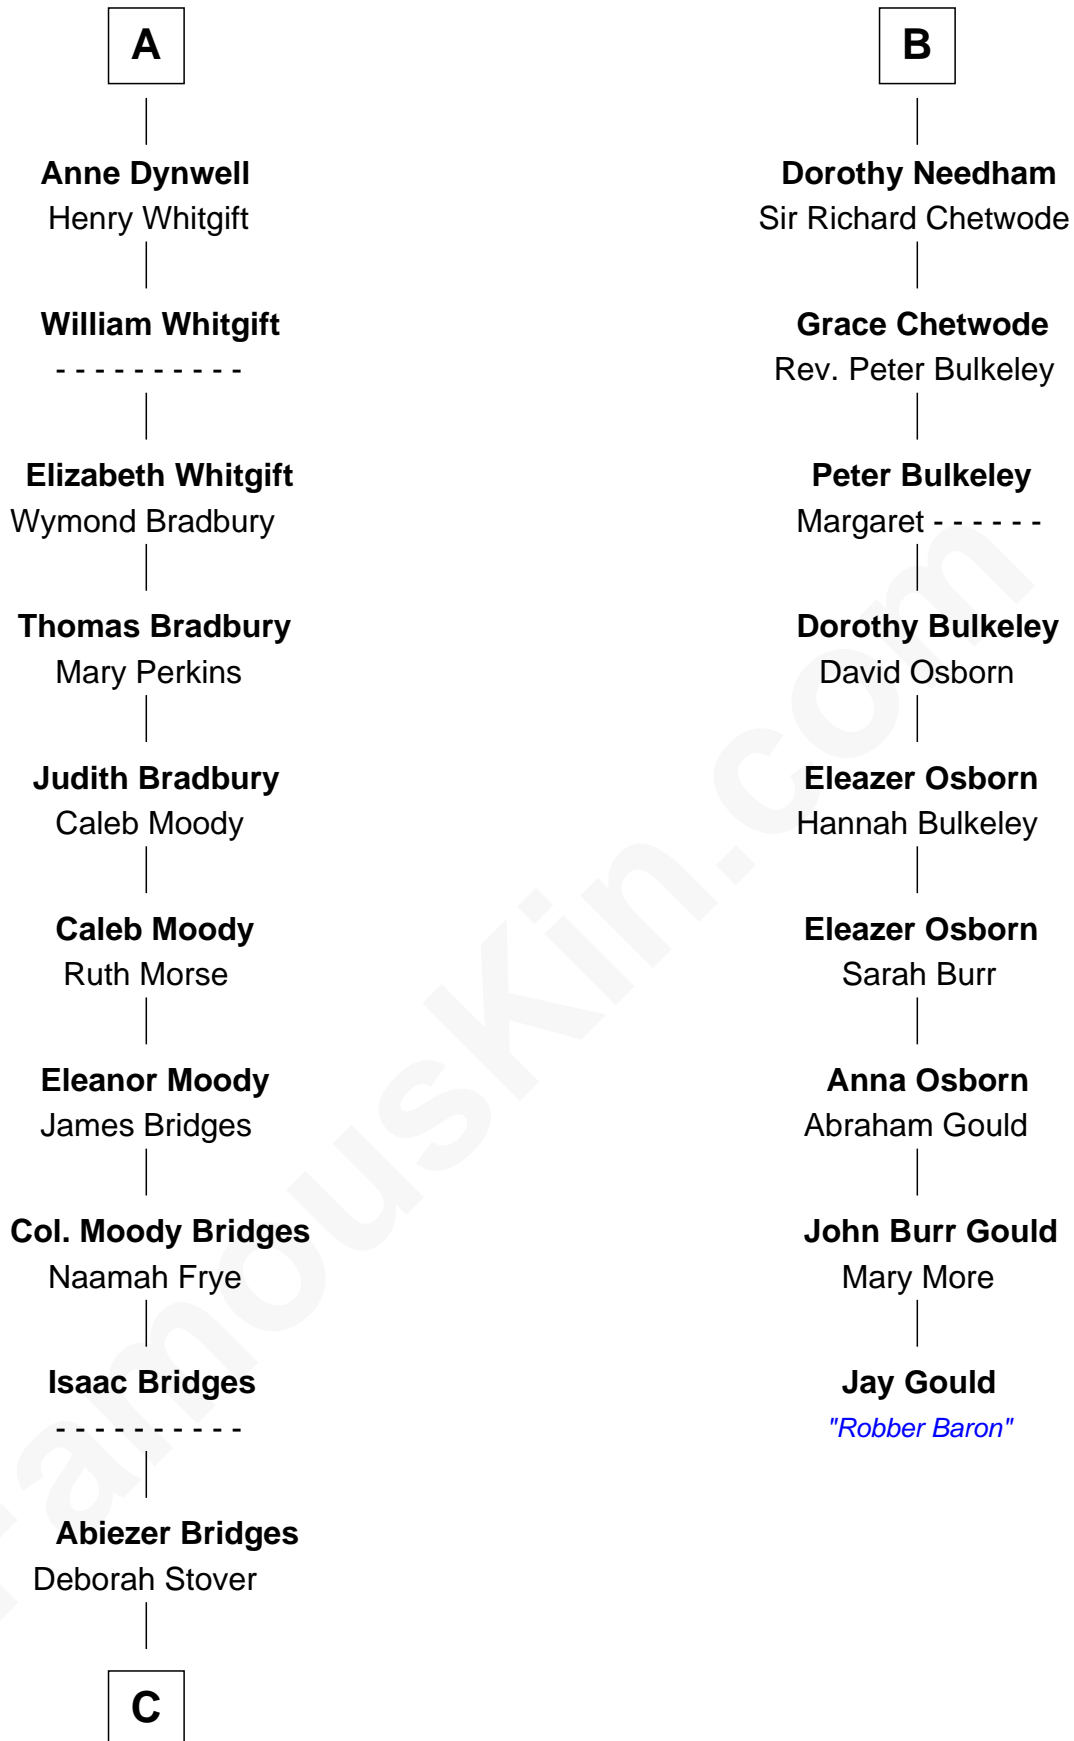 A
Anne Dynwell
Henry Whitgift
William Whitgift
- - - - - - - - - -
Elizabeth Whitgift
Wymond Bradbury
Thomas Bradbury
Mary Perkins
Judith Bradbury
Caleb Moody
Caleb Moody
Ruth Morse
Eleanor Moody
James Bridges
Col. Moody Bridges
Naamah Frye
Isaac Bridges
- - - - - - - - - -
Abiezer Bridges
Deborah Stover
C
B
Dorothy Needham
Sir Richard Chetwode
Grace Chetwode
Rev. Peter Bulkeley
Peter Bulkeley
Margaret - - - - - -
Dorothy Bulkeley
David Osborn
Eleazer Osborn
Hannah Bulkeley
Eleazer Osborn
Sarah Burr
Anna Osborn
Abraham Gould
John Burr Gould
Mary More
Jay Gould
"Robber Baron"
FamousKin.com